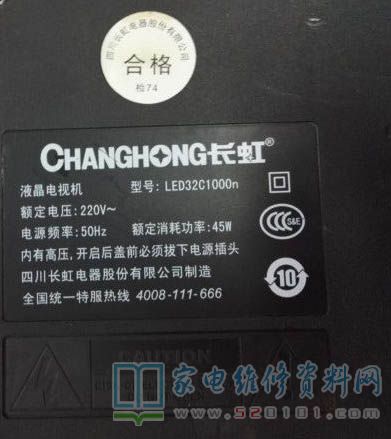 四川长虹电器股份有限公司
合格
检74
CHANGHONG长虹
液晶电视机 型号: LED32C1000n
额定电压: 220V~
电源频率: 50Hz 额定消耗功率: 45W
内有高压,开启后盖前必须拔下电源插头
四川长虹电器股份有限公司制造
全国统一特服热线 4008-111-666
CCC S&E
10
CAUTION
家电维修资料网
www.520101.com